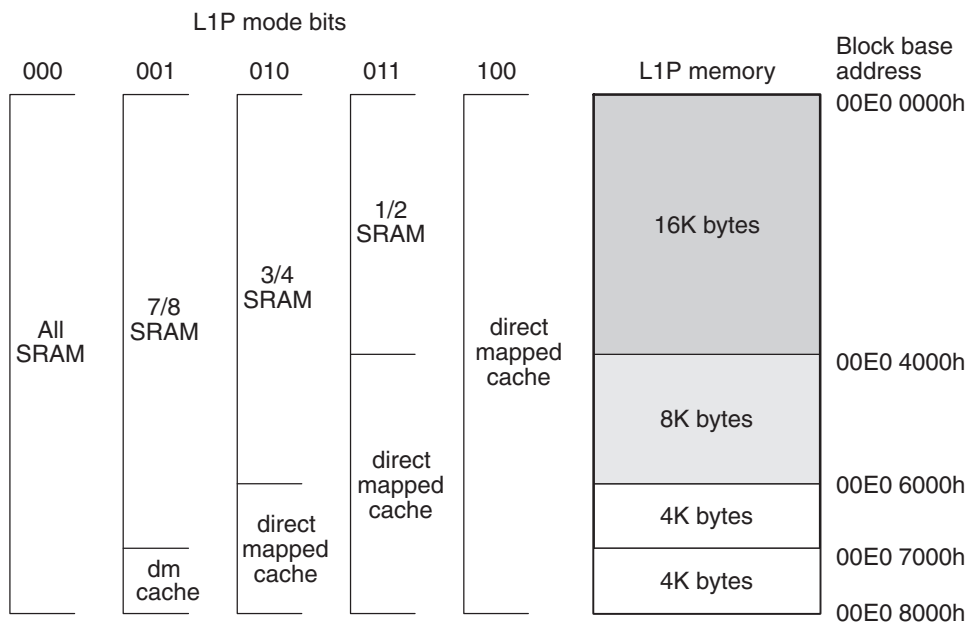 L1P mode bits
000 001 010 011 100 L1P memory Block base
address
00E0 0000h
1/2
SRAM
16K bytes
3/4
SRAM
7/8
SRAM
All
SRAM
direct
mapped
cache
00E0 4000h
8K bytes
direct
mapped
cache
00E0 6000h
4K bytes
direct
mapped
cache
00E0 7000h
dm
cache
4K bytes
00E0 8000h